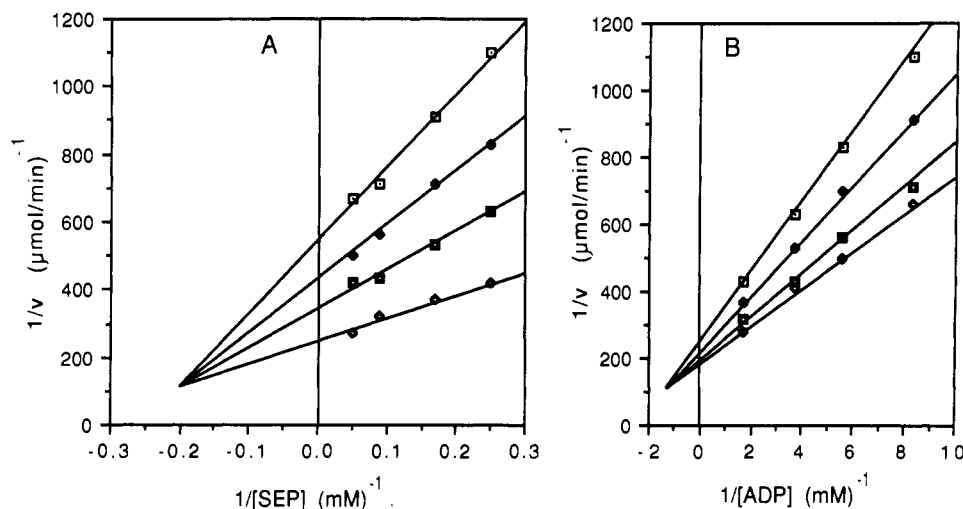 A
1200
1000
800
600
400
200
0
1/v (µmol/min)⁻¹
-0.3 -0.2 -0.1 0.0 0.1 0.2 0.3
1/[SEP] (mM)⁻¹
B
1200
1000
800
600
400
200
0
1/v (µmol/min)⁻¹
-2 0 2 4 6 8 10
1/[ADP] (mM)⁻¹